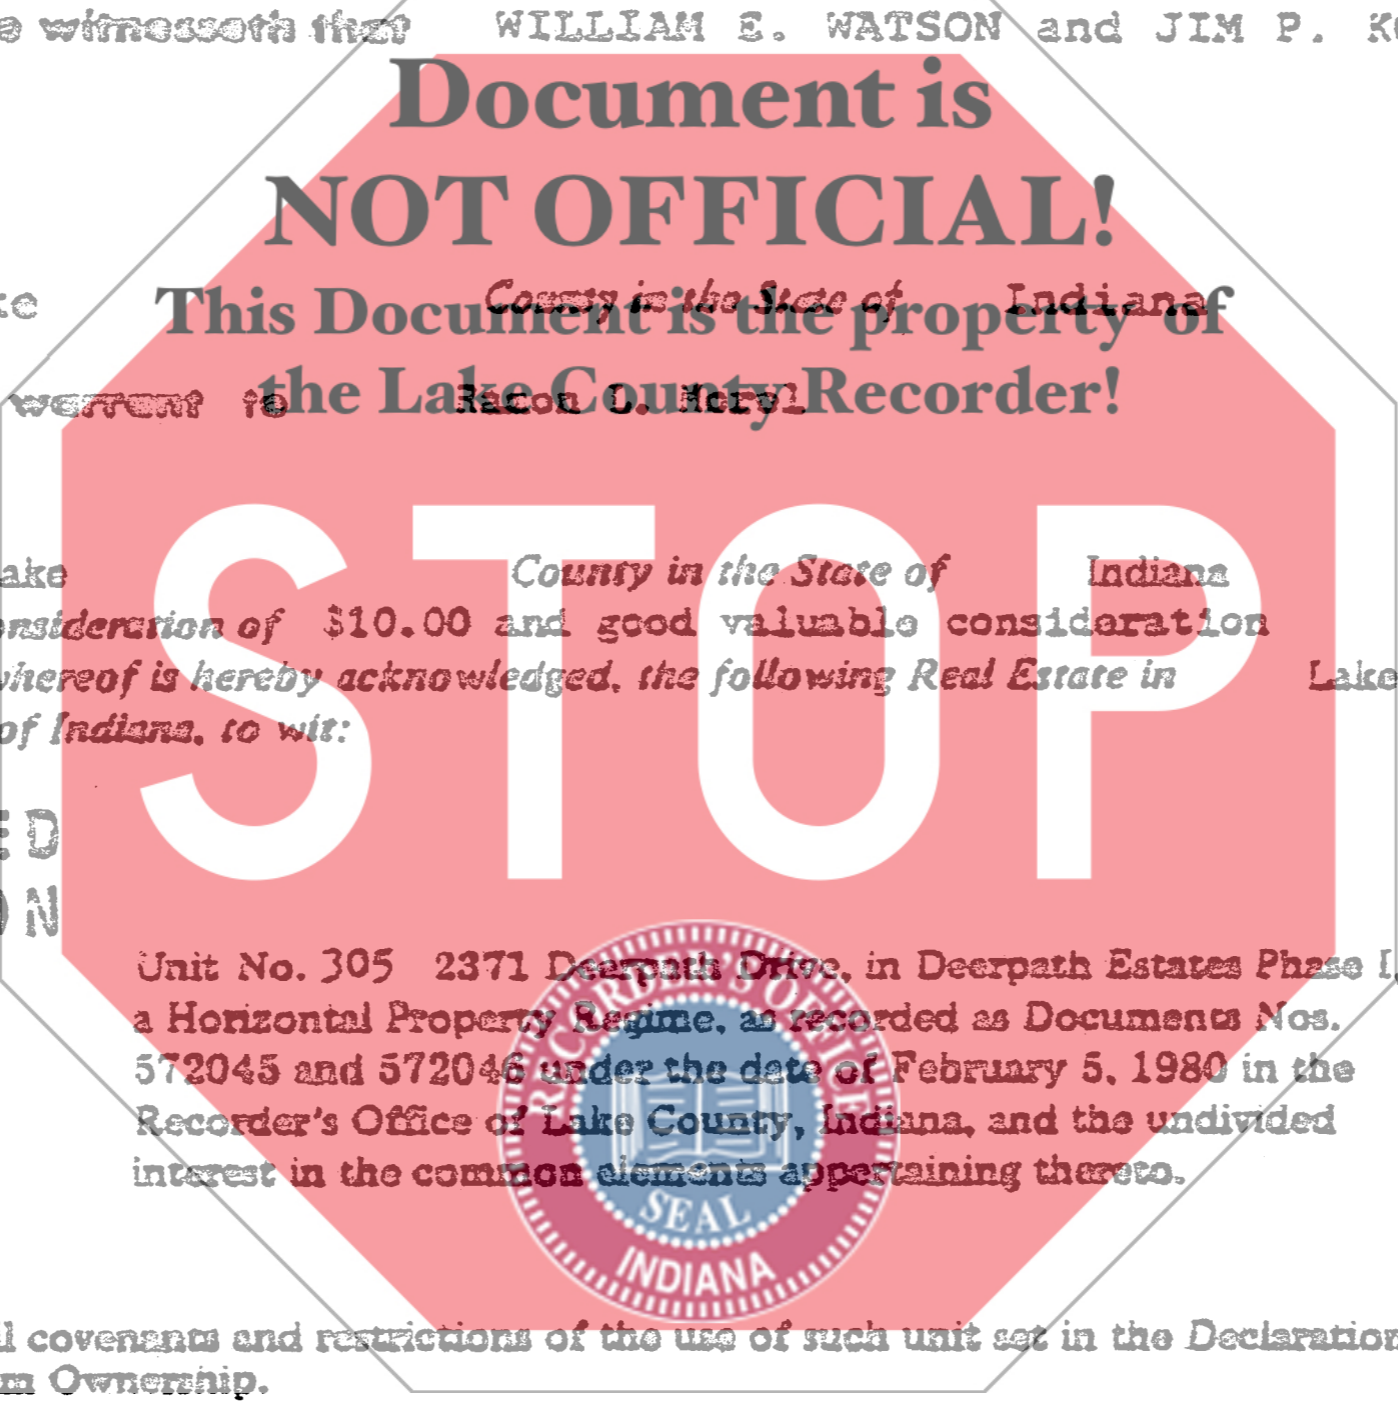 witnesseth that WILLIAM E. WATSON and JIM P.
Document is
NOT OFFICIAL!
County in the State of Indiana
This Document is the property of
the Lake County Recorder!
warrant to
STOP
ake County in the State of Indiana
onsideration of $10.00 and good valuable consideration
whereof is hereby acknowledged, the following Real Estate in Lake
of Indiana, to wit:
ED
ON
Unit No. 305 2371 Deerpath Drive, in Deerpath Estates Phase I,
a Horizontal Property Regime, as recorded as Documents Nos.
572045 and 572046 under the date of February 5, 1980 in the
Recorder's Office of Lake County, Indiana, and the undivided
interest in the common elements appertaining thereto.
RECORDER'S OFFICE
SEAL
INDIANA
l covenants and restrictions of the use of such unit set in the Declaration
m Ownership.